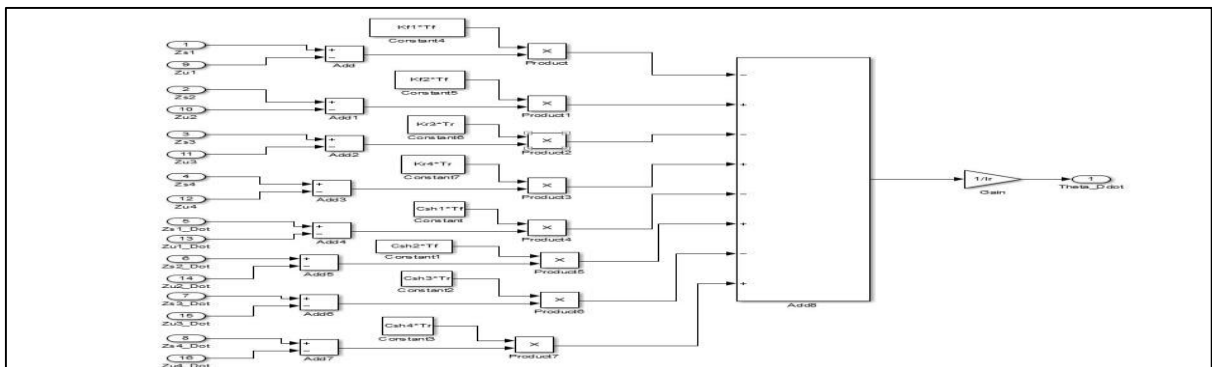 Kf1*Tf
Constant4
1
Zs1
9
Zu1
+
-
Add
×
Product
2
Zs2
10
Zu2
+
-
Add1
Kf2*Tf
Constant5
×
Product1
3
Zs3
11
Zu3
+
-
Add2
Kr3*Tr
Constant6
×
Product2
4
Zs4
12
Zu4
+
-
Add3
Kr4*Tr
Constant7
×
Product3
5
Zs1_Dot
13
Zu1_Dot
+
-
Add4
Csh1*Tf
Constant
×
Product4
6
Zs2_Dot
14
Zu2_Dot
+
-
Add5
Csh2*Tf
Constant1
×
Product5
7
Zs3_Dot
15
Zu3_Dot
+
-
Add6
Csh3*Tr
Constant2
×
Product6
8
Zs4_Dot
16
Zu4_Dot
+
-
Add7
Csh4*Tr
Constant3
×
Product7
-
+
-
+
-
+
-
+
Add8
1/Ir
Gain
1
Theta_Ddot